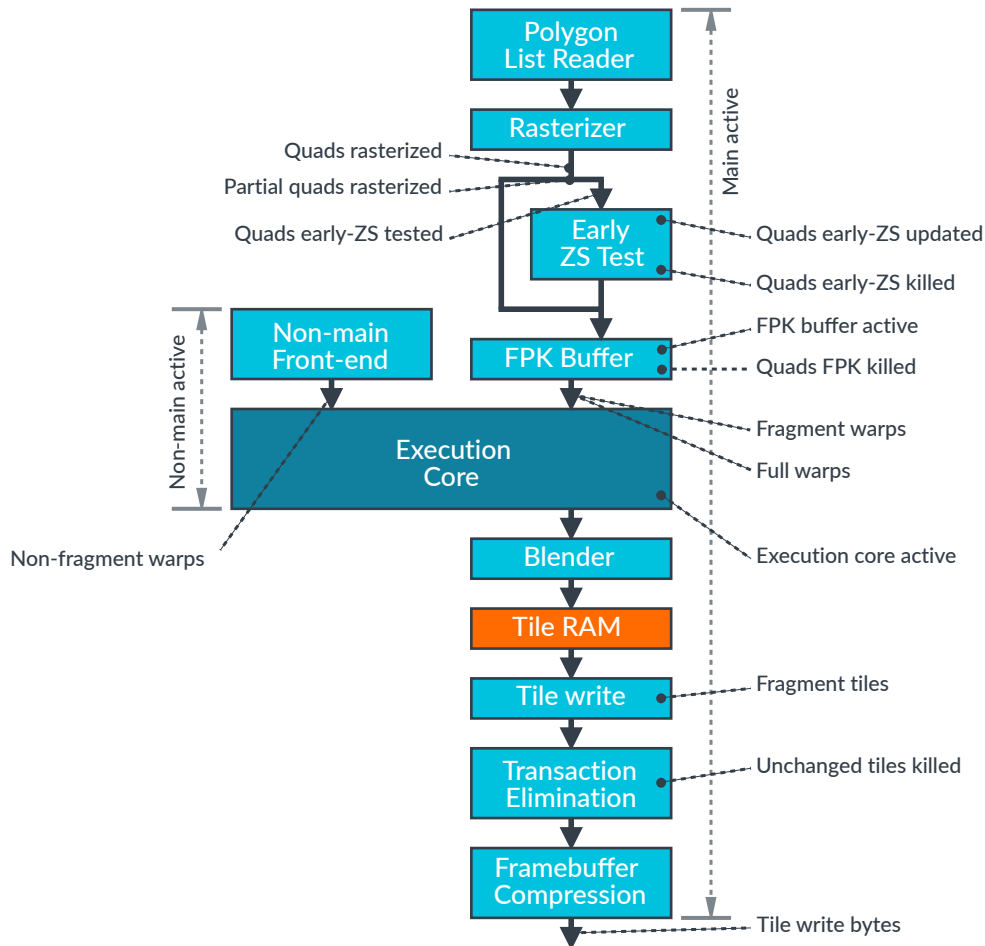 Polygon
List Reader
Main active
Rasterizer
Quads rasterized
Partial quads rasterized
Quads early-ZS tested
Early
ZS Test
Quads early-ZS updated
Quads early-ZS killed
Non-main active
Non-main
Front-end
FPK Buffer
FPK buffer active
Quads FPK killed
Fragment warps
Full warps
Execution
Core
Non-fragment warps
Execution core active
Blender
Tile RAM
Tile write
Fragment tiles
Transaction
Elimination
Unchanged tiles killed
Framebuffer
Compression
Tile write bytes